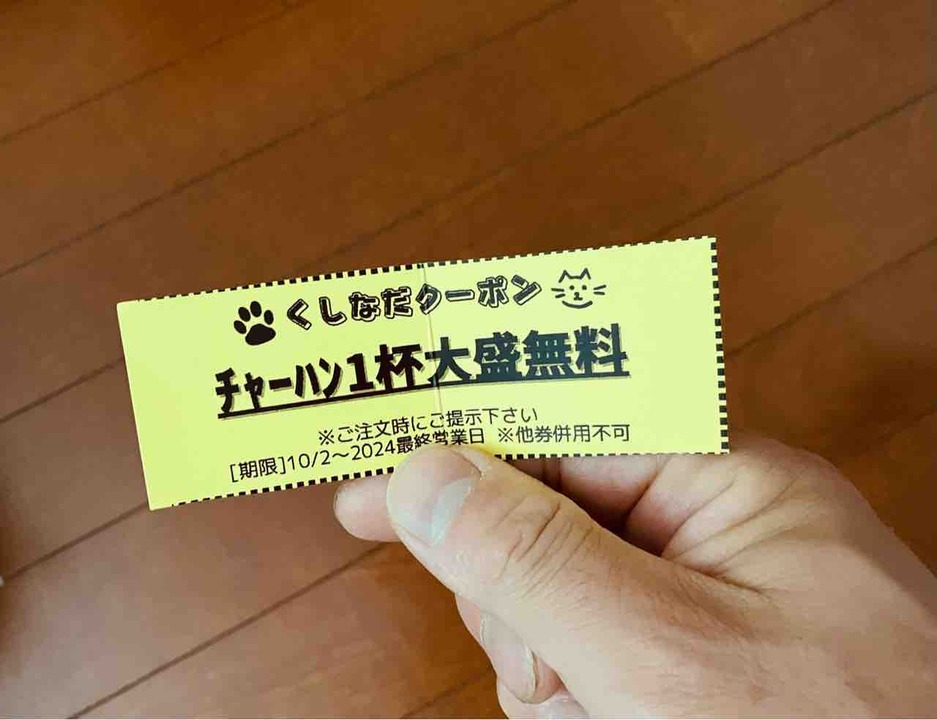 くしなだクーポン
チャーハン1杯大盛無料
※ご注文時にご提示下さい
[期限]10/2〜2024最終営業日 ※他券併用不可